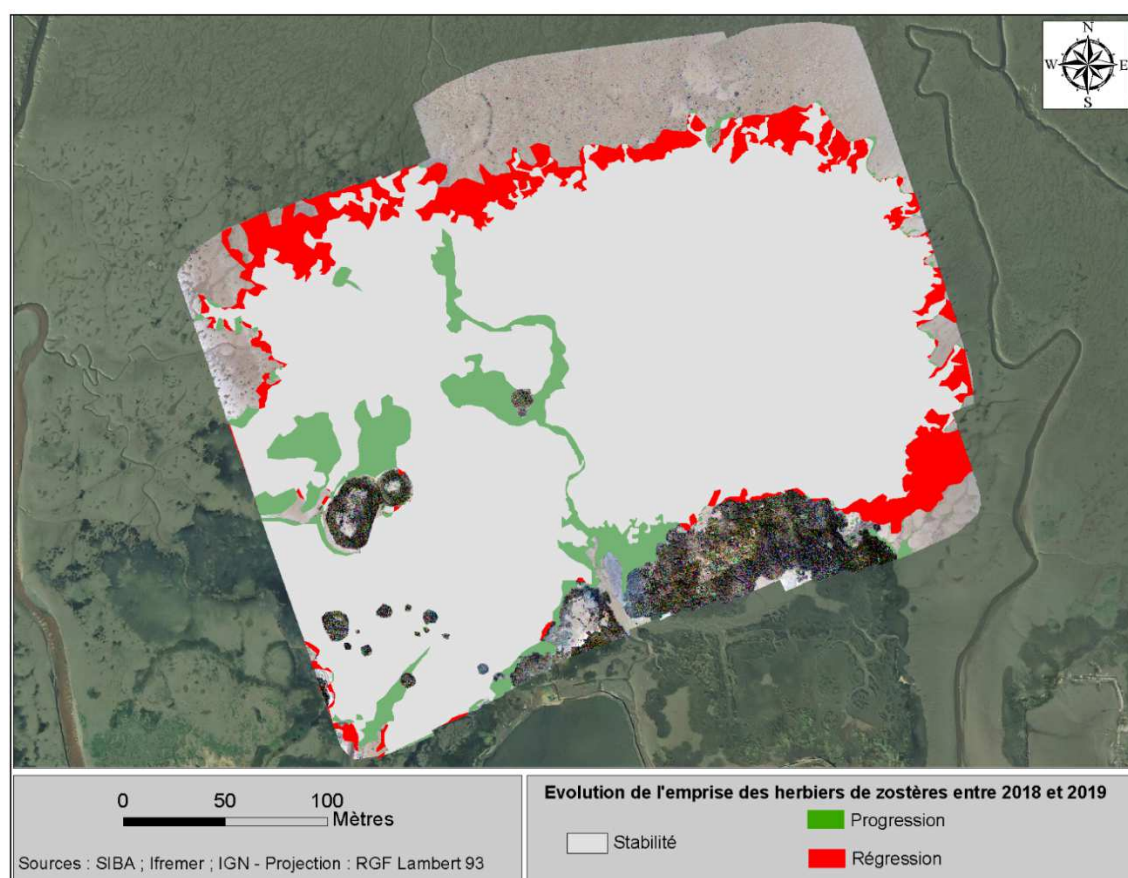 N
W E
S
0 50 100
Mètres
Sources : SIBA ; Ifremer ; IGN - Projection : RGF Lambert 93
Evolution de l'emprise des herbiers de zostères entre 2018 et 2019
Stabilité
Progression
Régression